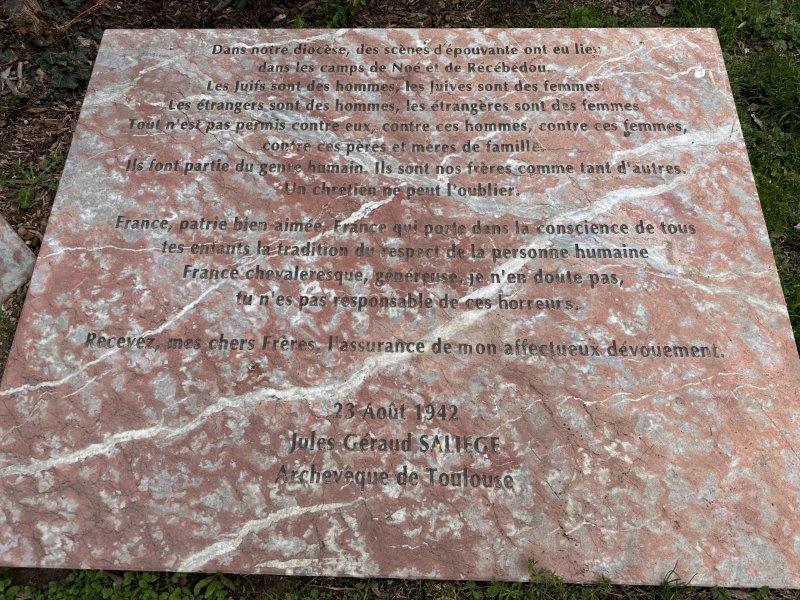 Dans notre diocèse, des scènes d'épouvante ont eu lieu
dans les camps de Noé et de Récébédou.
Les Juifs sont des hommes, les Juives sont des femmes.
Les étrangers sont des hommes, les étrangères sont des femmes
Tout n'est pas permis contre eux, contre ces hommes, contre ces femmes,
contre ces pères et mères de famille.
Ils font partie du genre humain. Ils sont nos frères comme tant d'autres.
Un chrétien ne peut l'oublier.
France, patrie bien-aimée, France qui porte dans la conscience de tous
tes enfants la tradition du respect de la personne humaine
France chevaleresque, généreuse, je n'en doute pas,
tu n'es pas responsable de ces horreurs.
Recevez, mes chers Frères, l'assurance de mon affectueux dévouement.
23 Août 1942
Jules Géraud SALIEGE
Archevêque de Toulouse